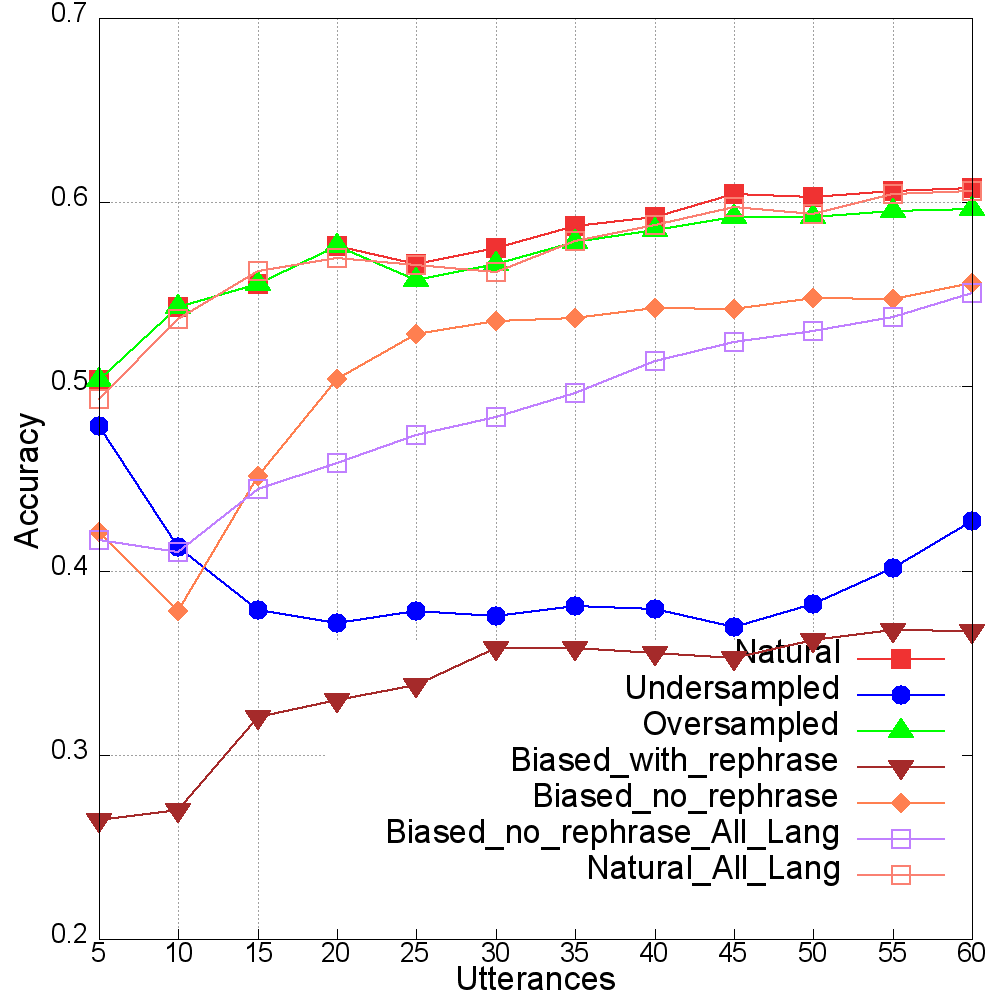 0.7
0.6
0.5
0.4
0.3
0.2
Accuracy
Natural
Undersampled
Oversampled
Biased_with_rephrase
Biased_no_rephrase
Biased_no_rephrase_All_Lang
Natural_All_Lang
5 10 15 20 25 30 35 40 45 50 55 60
Utterances